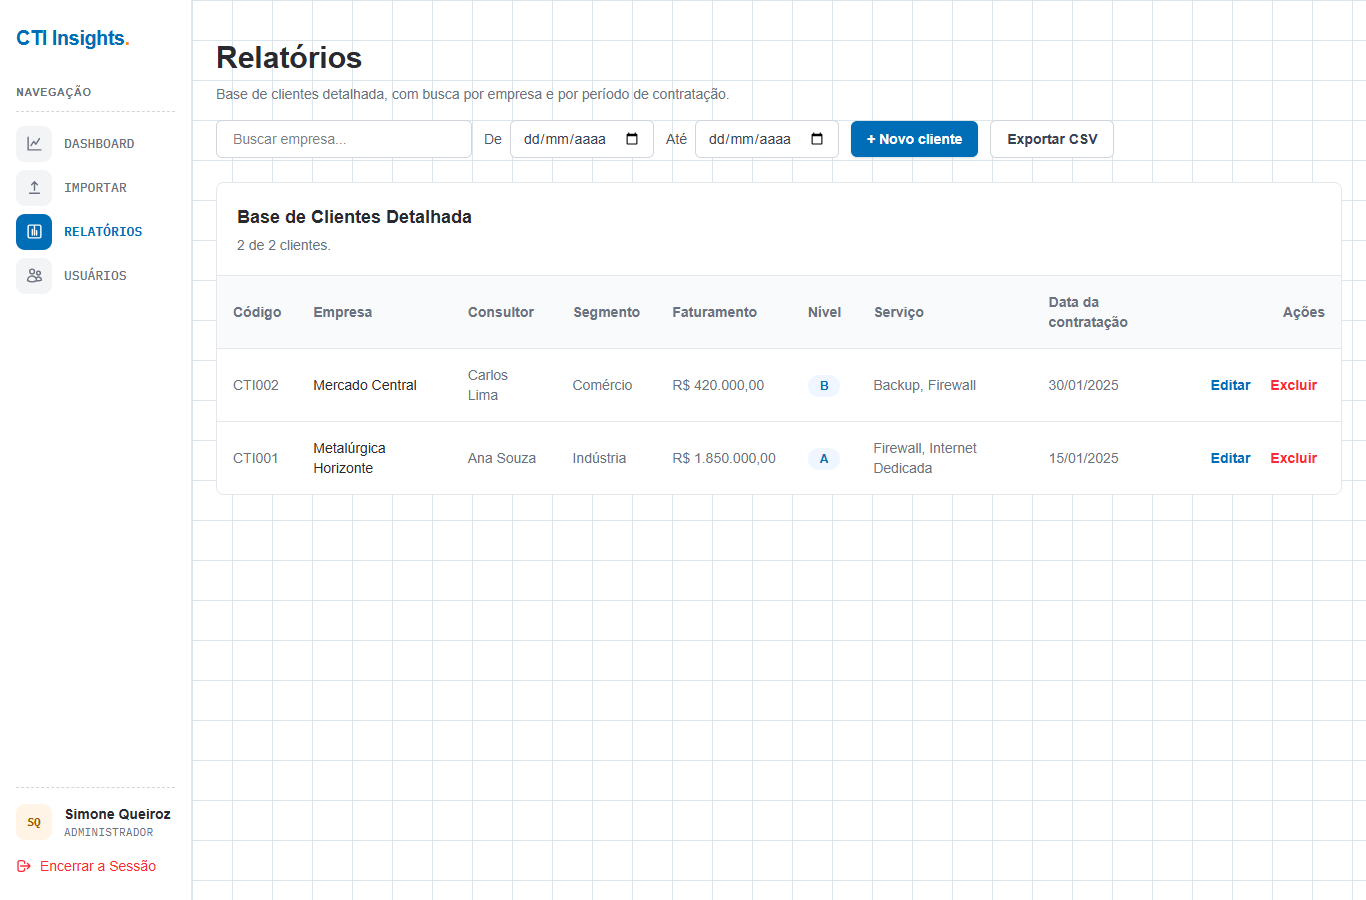 CTI Insights.
NAVEGAÇÃO
DASHBOARD
IMPORTAR
RELATÓRIOS
USUÁRIOS
SQ
Simone Queiroz
ADMINISTRADOR
Encerrar a Sessão
Relatórios
Base de clientes detalhada, com busca por empresa e por período de contratação.
Buscar empresa... De dd/mm/aaaa Até dd/mm/aaaa + Novo cliente Exportar CSV
Base de Clientes Detalhada
2 de 2 clientes.
Código Empresa Consultor Segmento Faturamento Nível Serviço Data da contratação Ações
CTI002 Mercado Central Carlos Lima Comércio R$ 420.000,00 B Backup, Firewall 30/01/2025 Editar Excluir
CTI001 Metalúrgica Horizonte Ana Souza Indústria R$ 1.850.000,00 A Firewall, Internet Dedicada 15/01/2025 Editar Excluir